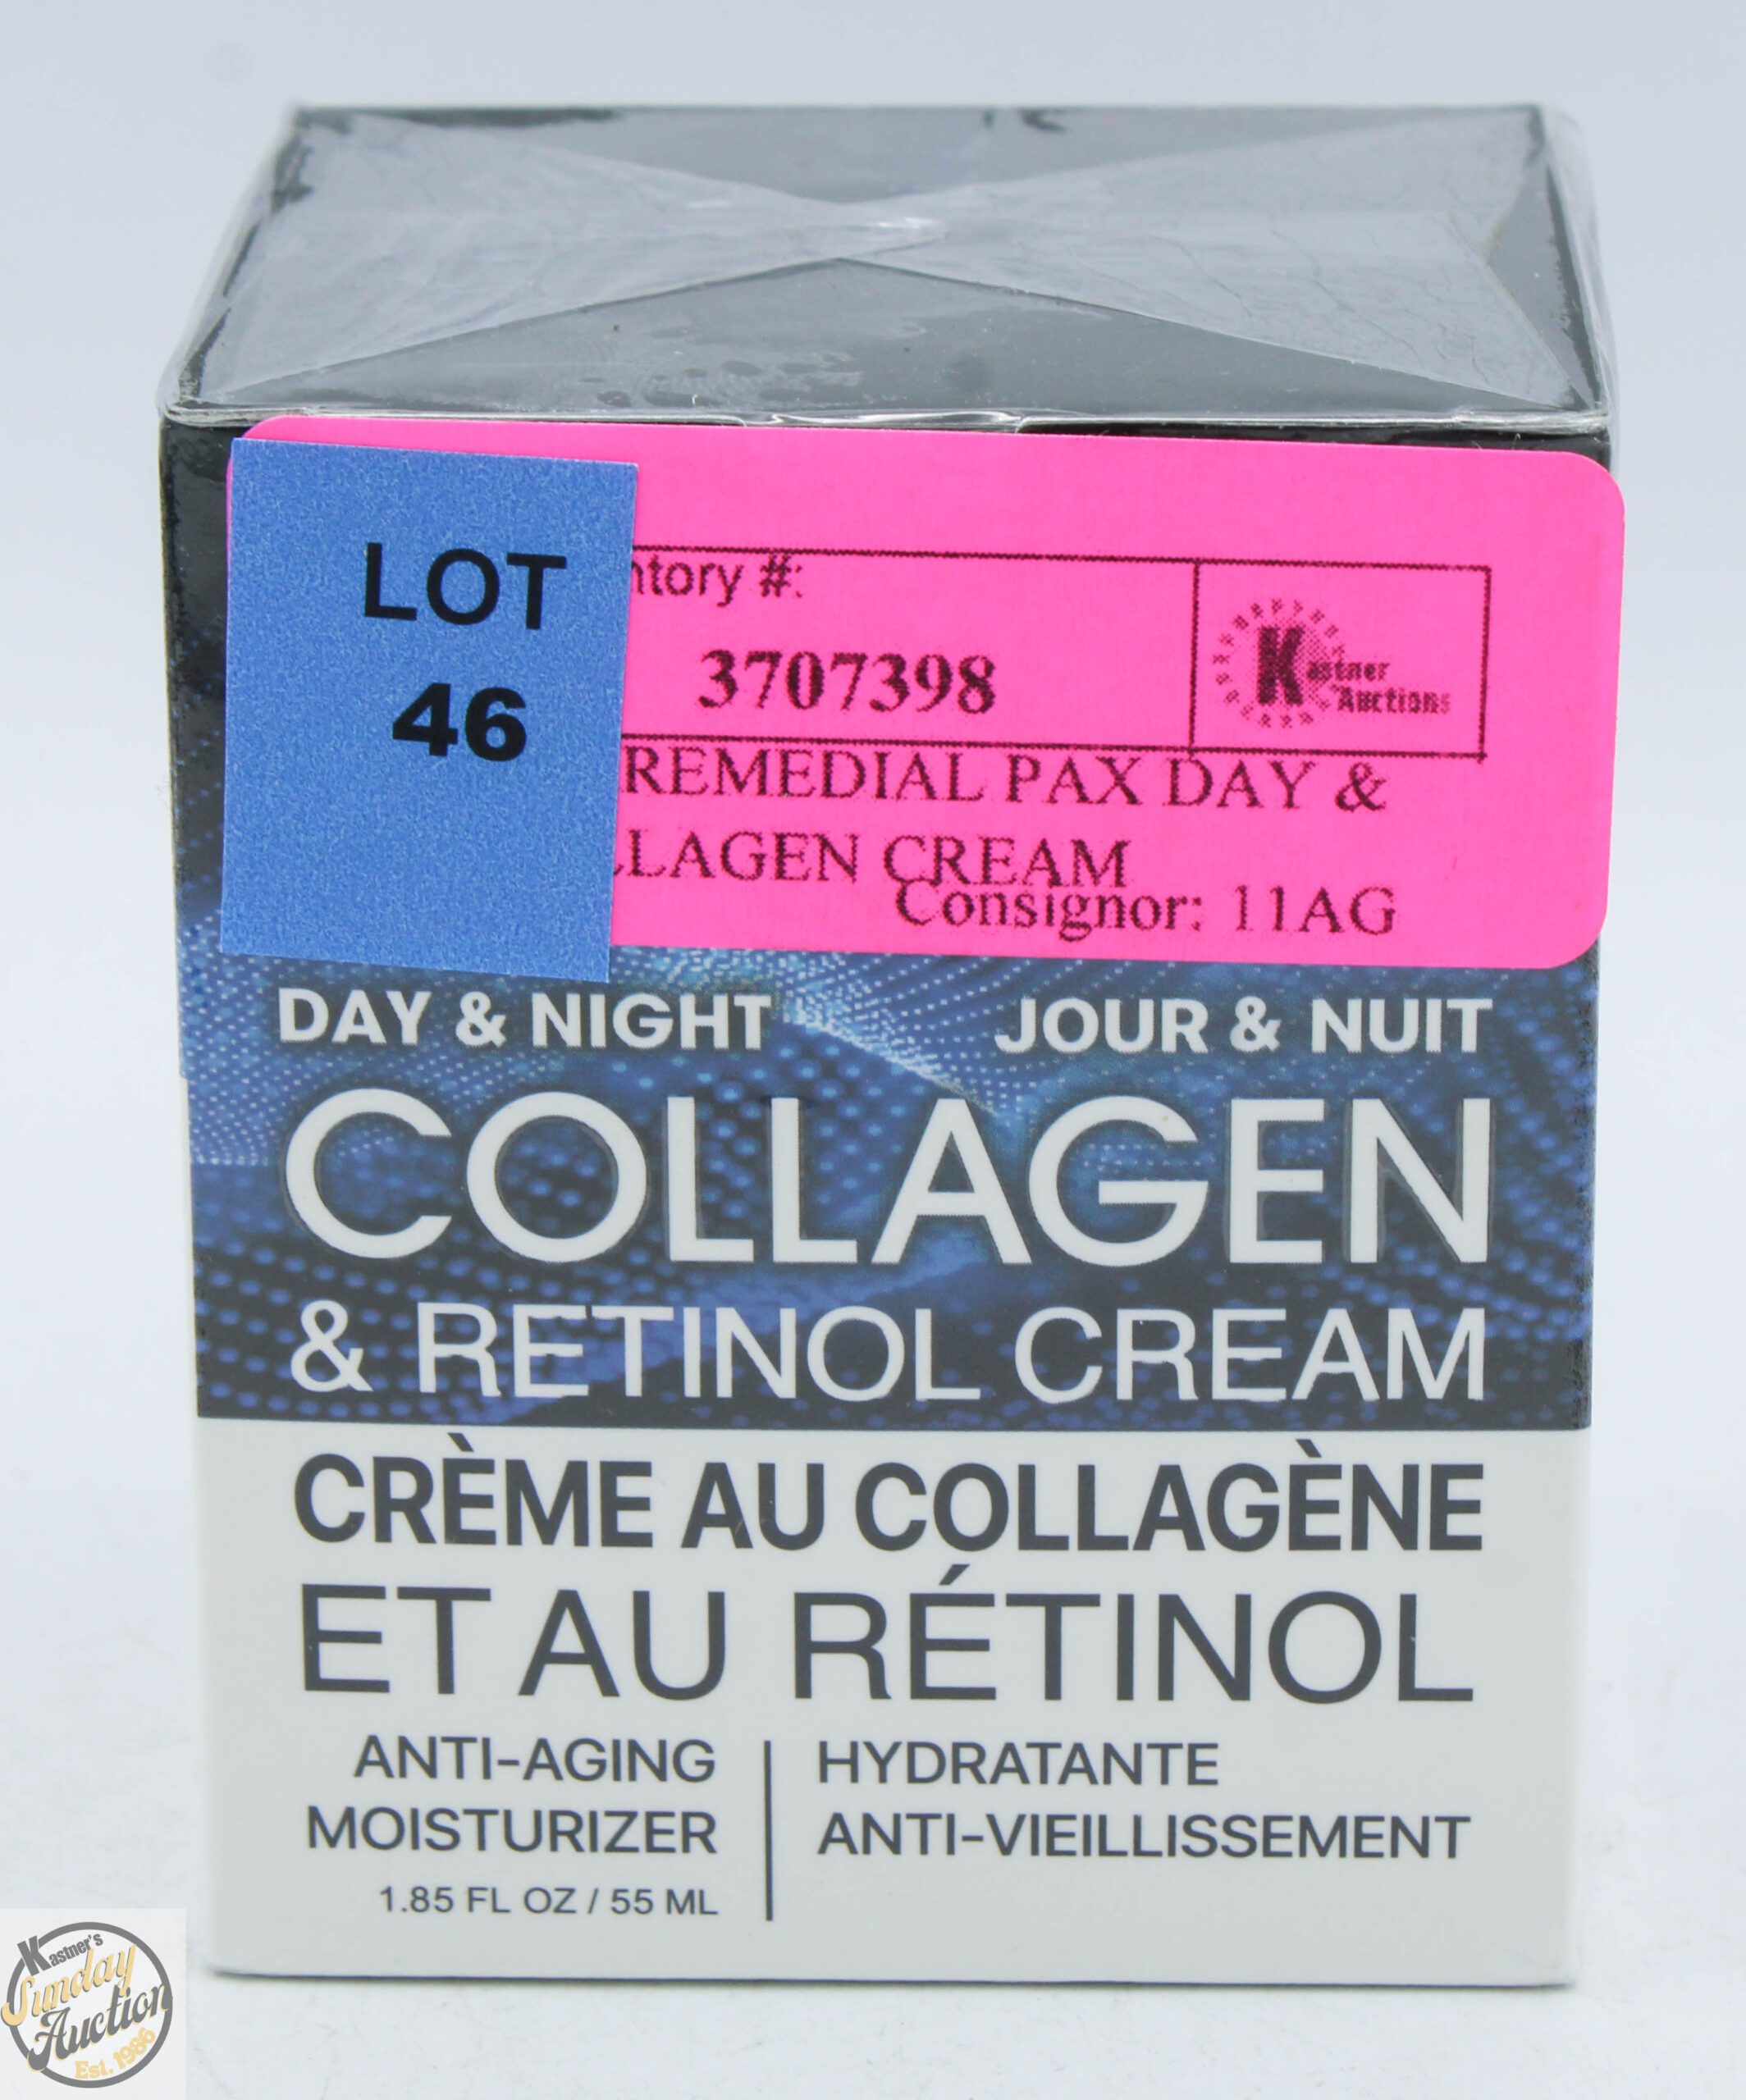 LOT
46
ntory #:
3707398
Kastner
Auctions
REMEDIAL PAX DAY &
LLAGEN CREAM
Consignor: 11AG
DAY & NIGHT
JOUR & NUIT
COLLAGEN
& RETINOL CREAM
CRÈME AU COLLAGÈNE
ET AU RÉTINOL
ANTI-AGING
MOISTURIZER
1.85 FL OZ / 55 ML
HYDRATANTE
ANTI-VIEILLISSEMENT
Kastner's
Sunday
Auction
Est. 1986